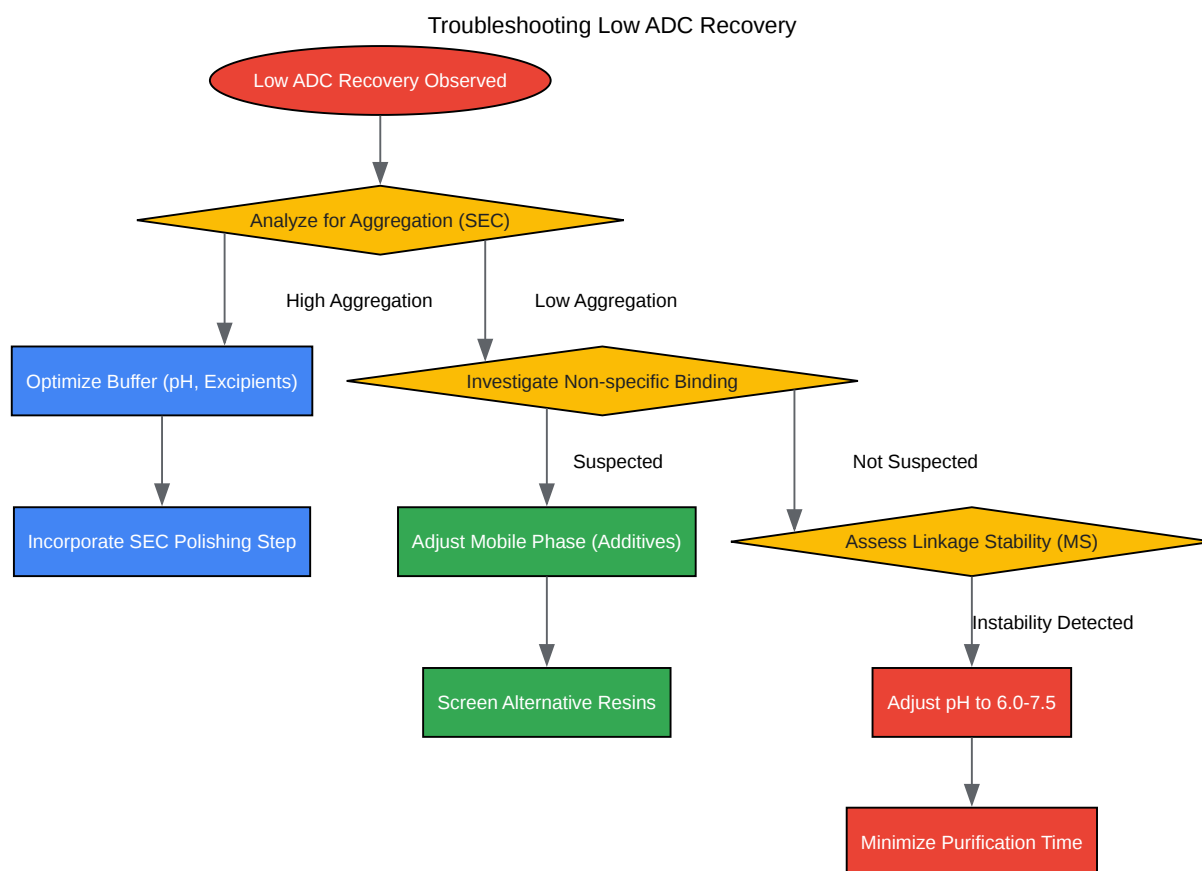 Troubleshooting Low ADC Recovery
Low ADC Recovery Observed
Analyze for Aggregation (SEC)
High Aggregation
Low Aggregation
Optimize Buffer (pH, Excipients)
Investigate Non-specific Binding
Suspected
Not Suspected
Incorporate SEC Polishing Step
Adjust Mobile Phase (Additives)
Assess Linkage Stability (MS)
Instability Detected
Screen Alternative Resins
Adjust pH to 6.0-7.5
Minimize Purification Time